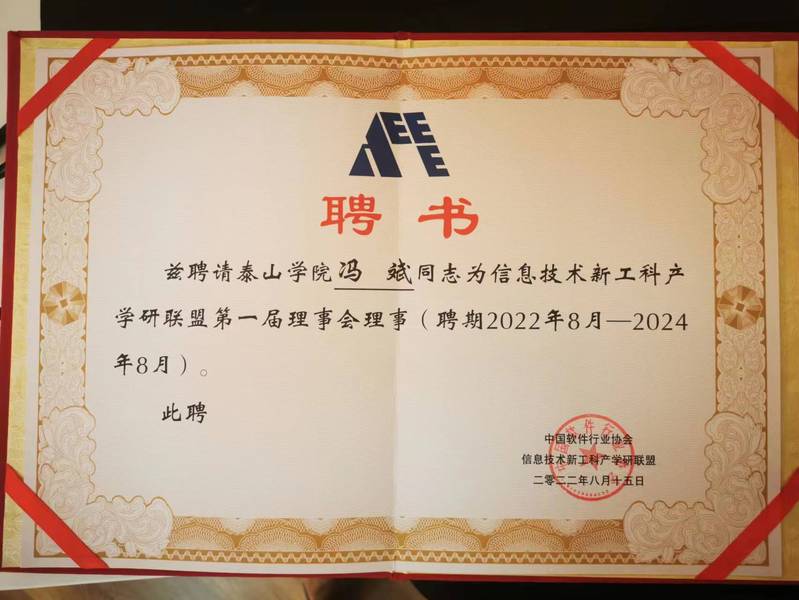 AEEE
聘书
兹聘请泰山学院冯斌同志为信息技术新工科产
学研联盟第一届理事会理事（聘期2022年8月—2024
年8月）。
此聘
中国软件行业协会
信息技术新工科产学研联盟
二〇二二年八月十五日